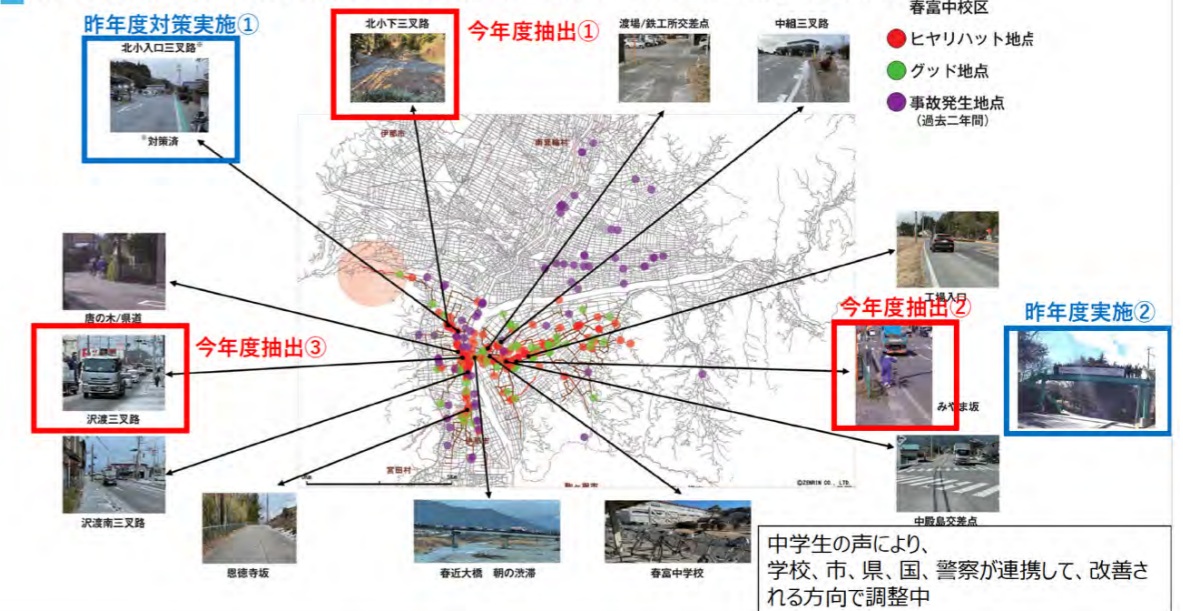 昨年度対策実施①
北小入口三叉路※
※対策済
北小下三叉路
今年度抽出①
渡場/鉄工所交差点
中組三叉路
春富中校区
ヒヤリハット地点
グッド地点
事故発生地点
(過去二年間)
伊那市
南箕輪村
唐の木/県道
今年度抽出③
沢渡三叉路
沢渡南三叉路
工場入口
今年度抽出②
みやま坂
昨年度実施②
中殿島交差点
伊那市
宮田村
駒ヶ根市
©ZENRIN CO., LTD.
恩徳寺坂
春近大橋 朝の渋滞
春富中学校
中学生の声により、
学校、市、県、国、警察が連携して、改善さ
れる方向で調整中